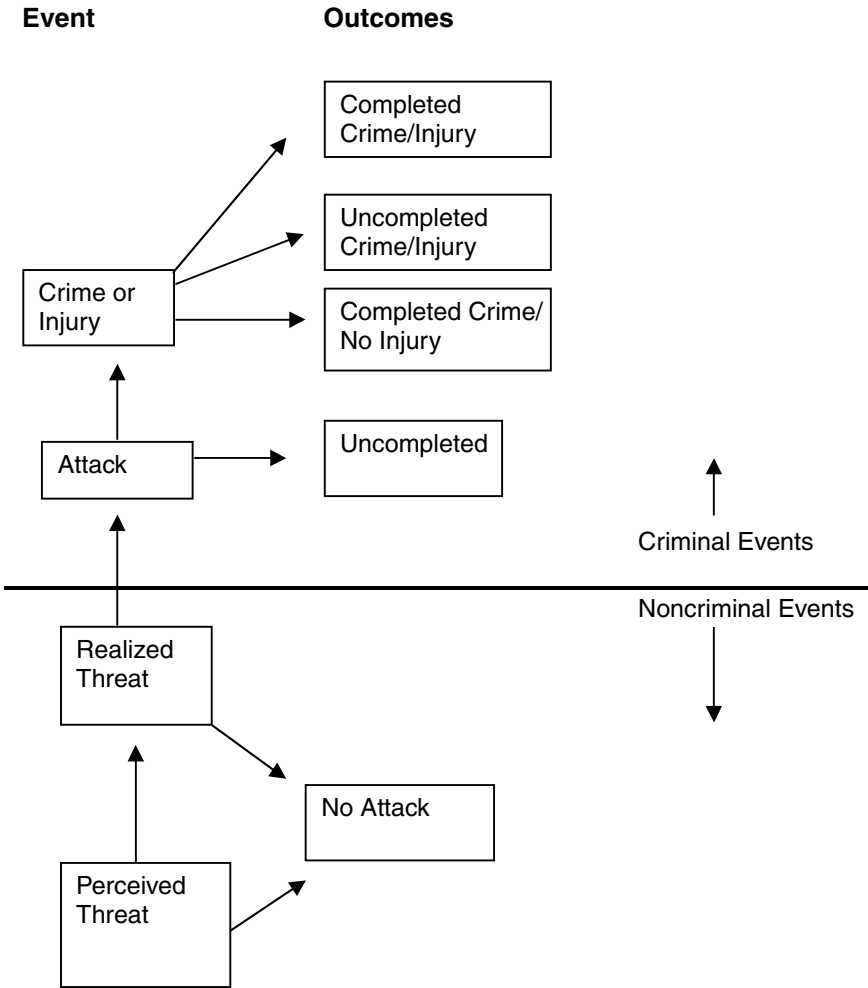 Event
Outcomes
Completed
Crime/Injury
Uncompleted
Crime/Injury
Crime or
Injury
Completed Crime/
No Injury
Attack
Uncompleted
Criminal Events
Noncriminal Events
Realized
Threat
No Attack
Perceived
Threat